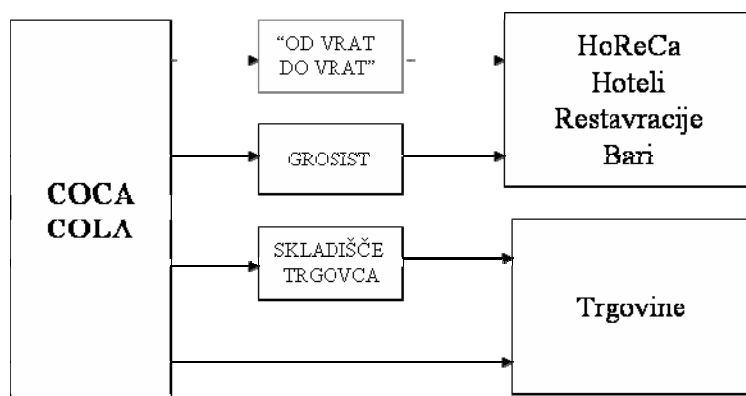 COCA
COLA
“OD VRAT
DO VRAT”
GROSIST
SKLADIŠČE
TRGOVCA
HoReCa
Hoteli
Restavracije
Bari
Trgovine